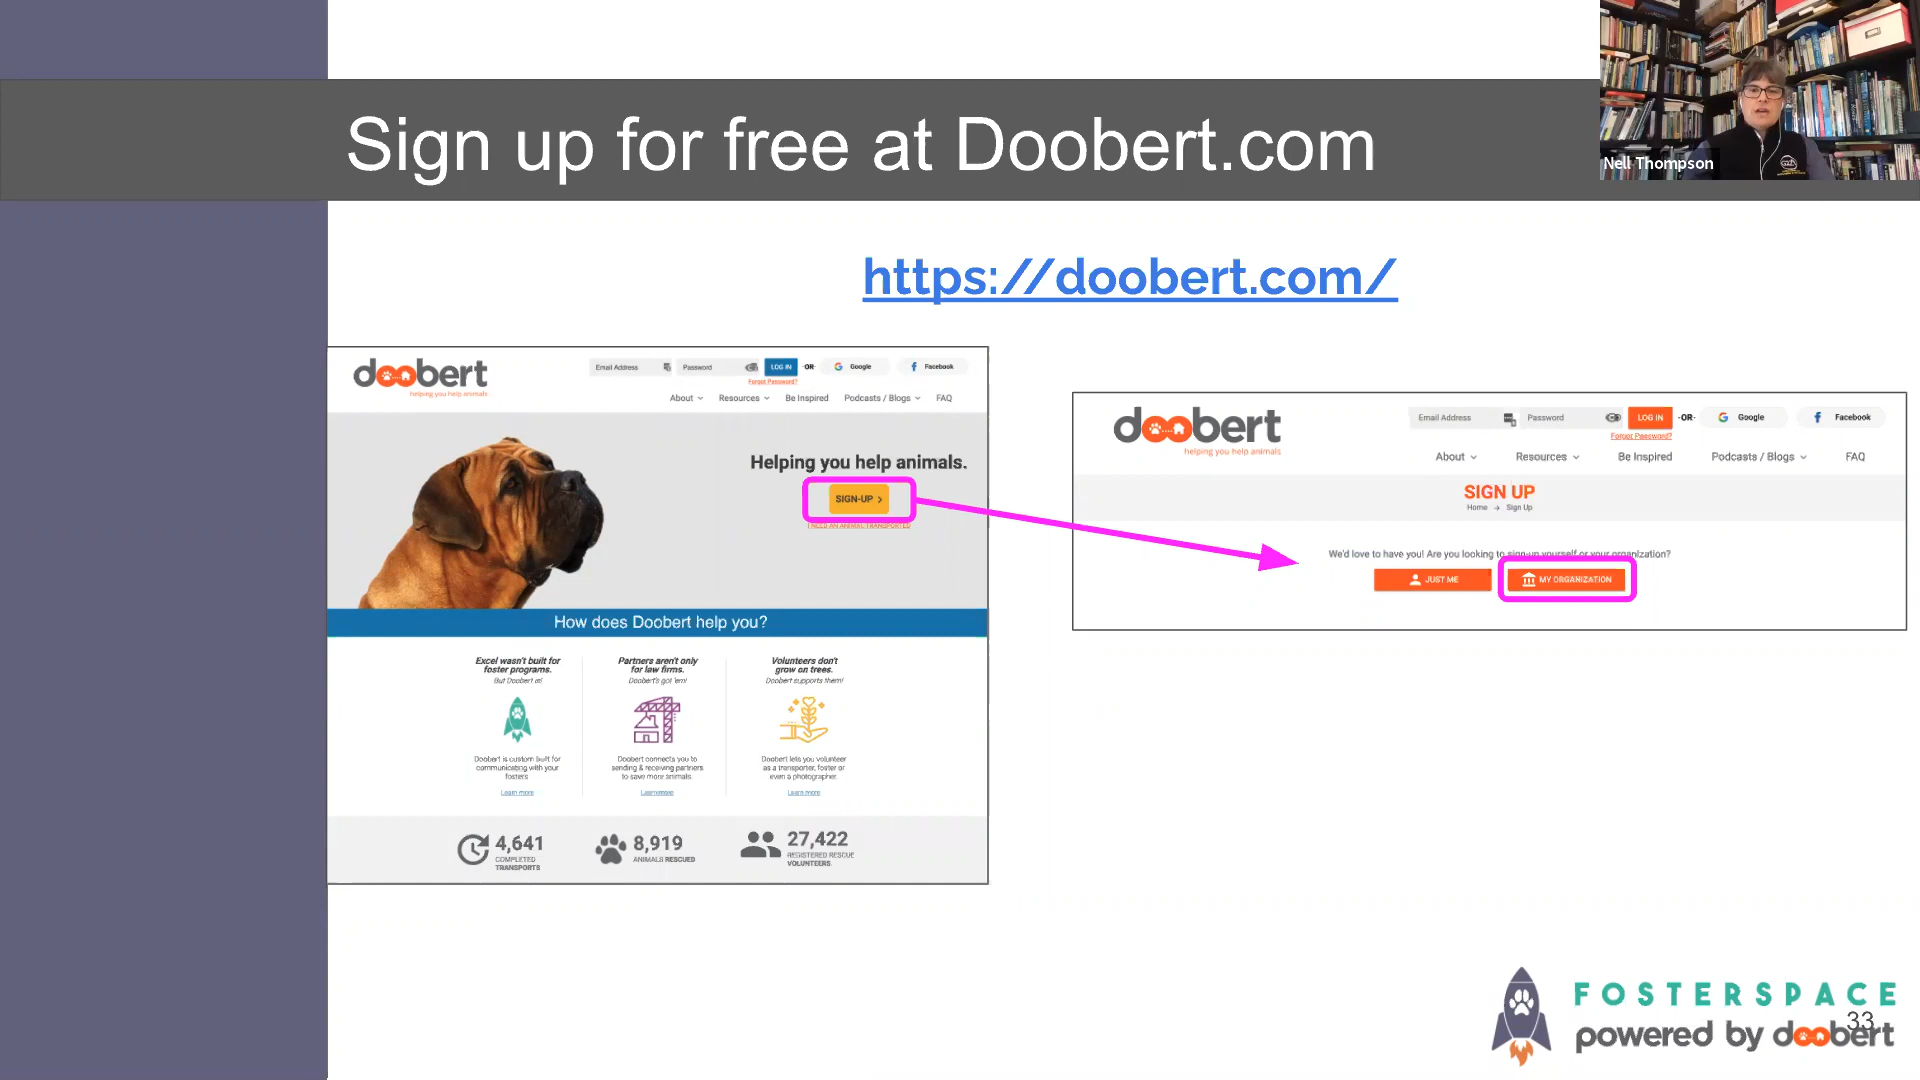 Sign up for free at Doobert.com
Nell Thompson
https://doobert.com/
doobert
helping you help animals
Email Address
Password
LOG IN
-OR-
Google
Facebook
Forgot Password?
About
Resources
Be Inspired
Podcasts / Blogs
FAQ
Helping you help animals.
SIGN-UP >
I NEED AN ANIMAL TRANSPORTED
How does Doobert help you?
Excel wasn't built for
foster programs.
But Doobert is!
Doobert is custom built for
communicating with your
fosters
Learn more
Partners aren't only
for law firms.
Doobert's got 'em!
Doobert connects you to
sending & receiving partners
to save more animals.
Learn more
Volunteers don't
grow on trees.
Doobert supports them!
Doobert lets you volunteer
as a transporter, foster or
even a photographer.
Learn more
4,641
COMPLETED
TRANSPORTS
8,919
ANIMALS RESCUED
27,422
REGISTERED RESCUE
VOLUNTEERS
doobert
helping you help animals
Email Address
Password
LOG IN
-OR-
Google
Facebook
Forgot Password?
About
Resources
Be Inspired
Podcasts / Blogs
FAQ
SIGN UP
Home → Sign Up
We'd love to have you! Are you looking to sign-up yourself or your organization?
JUST ME
MY ORGANIZATION
FOSTERSPACE
powered by doobert
33